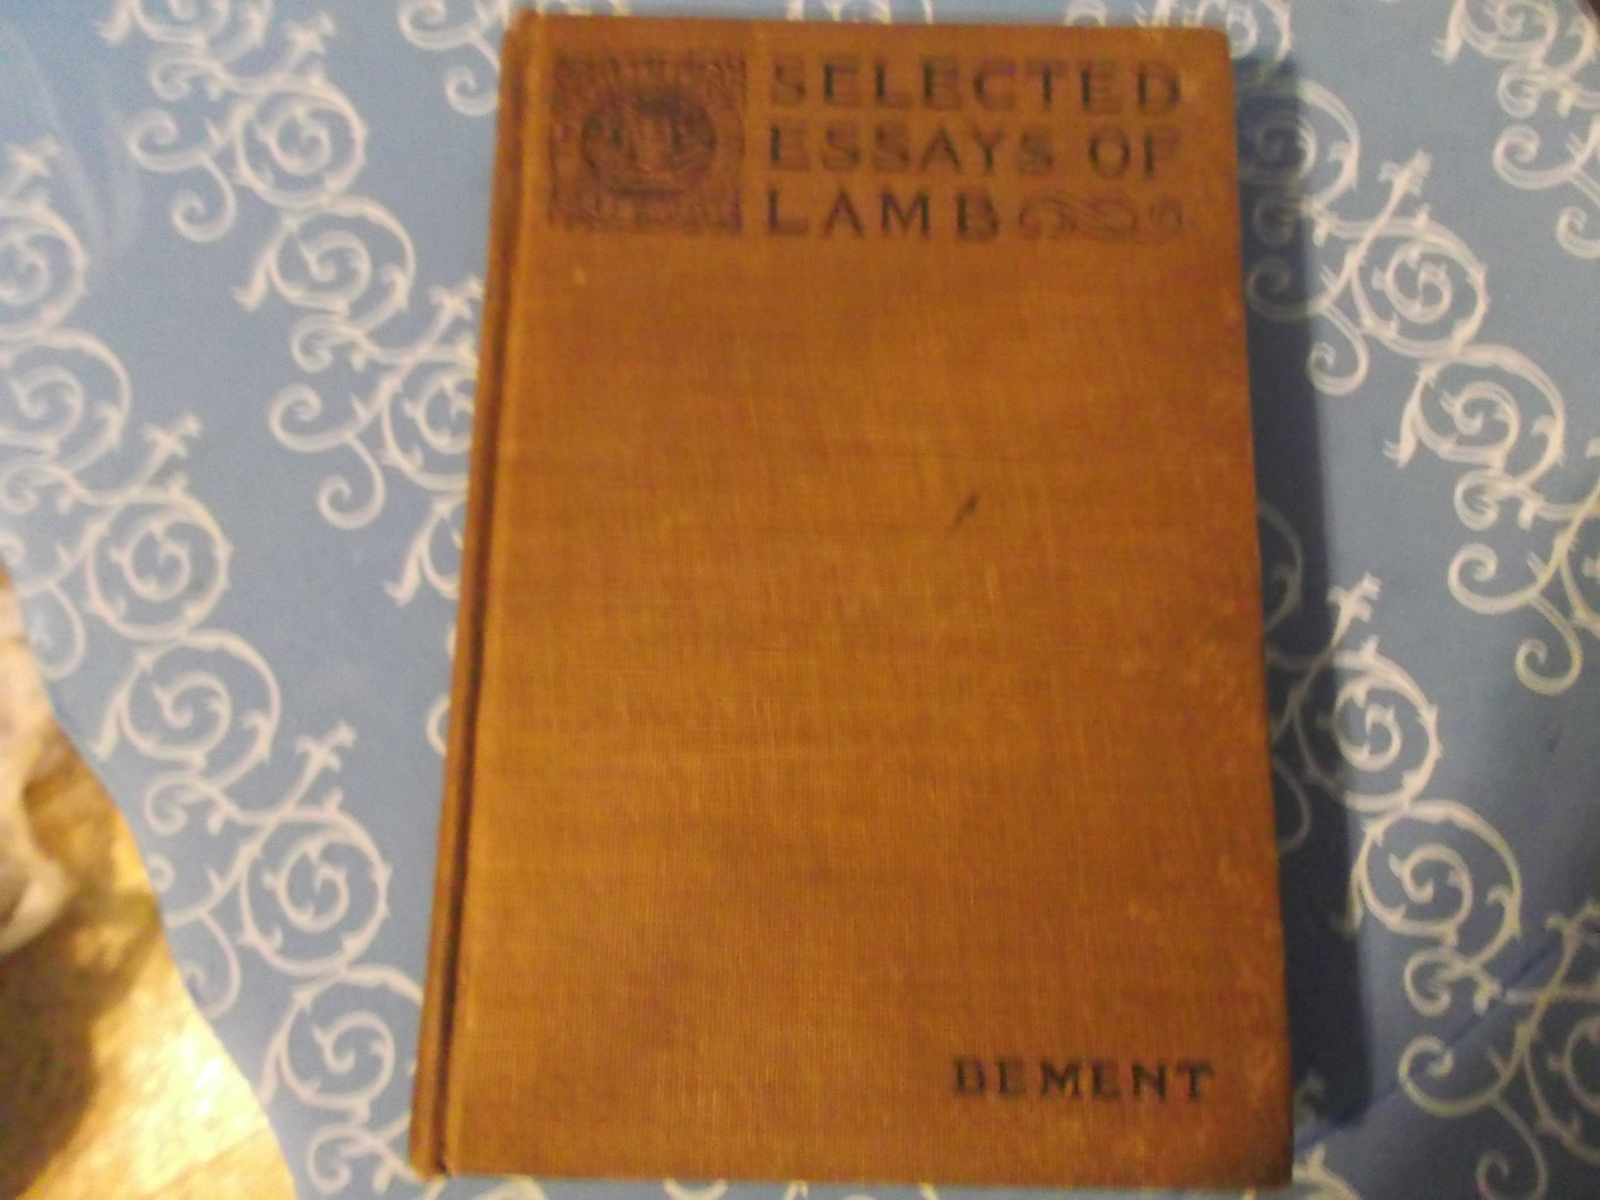 SELECTED
ESSAYS OF
LAMB
BEMENT